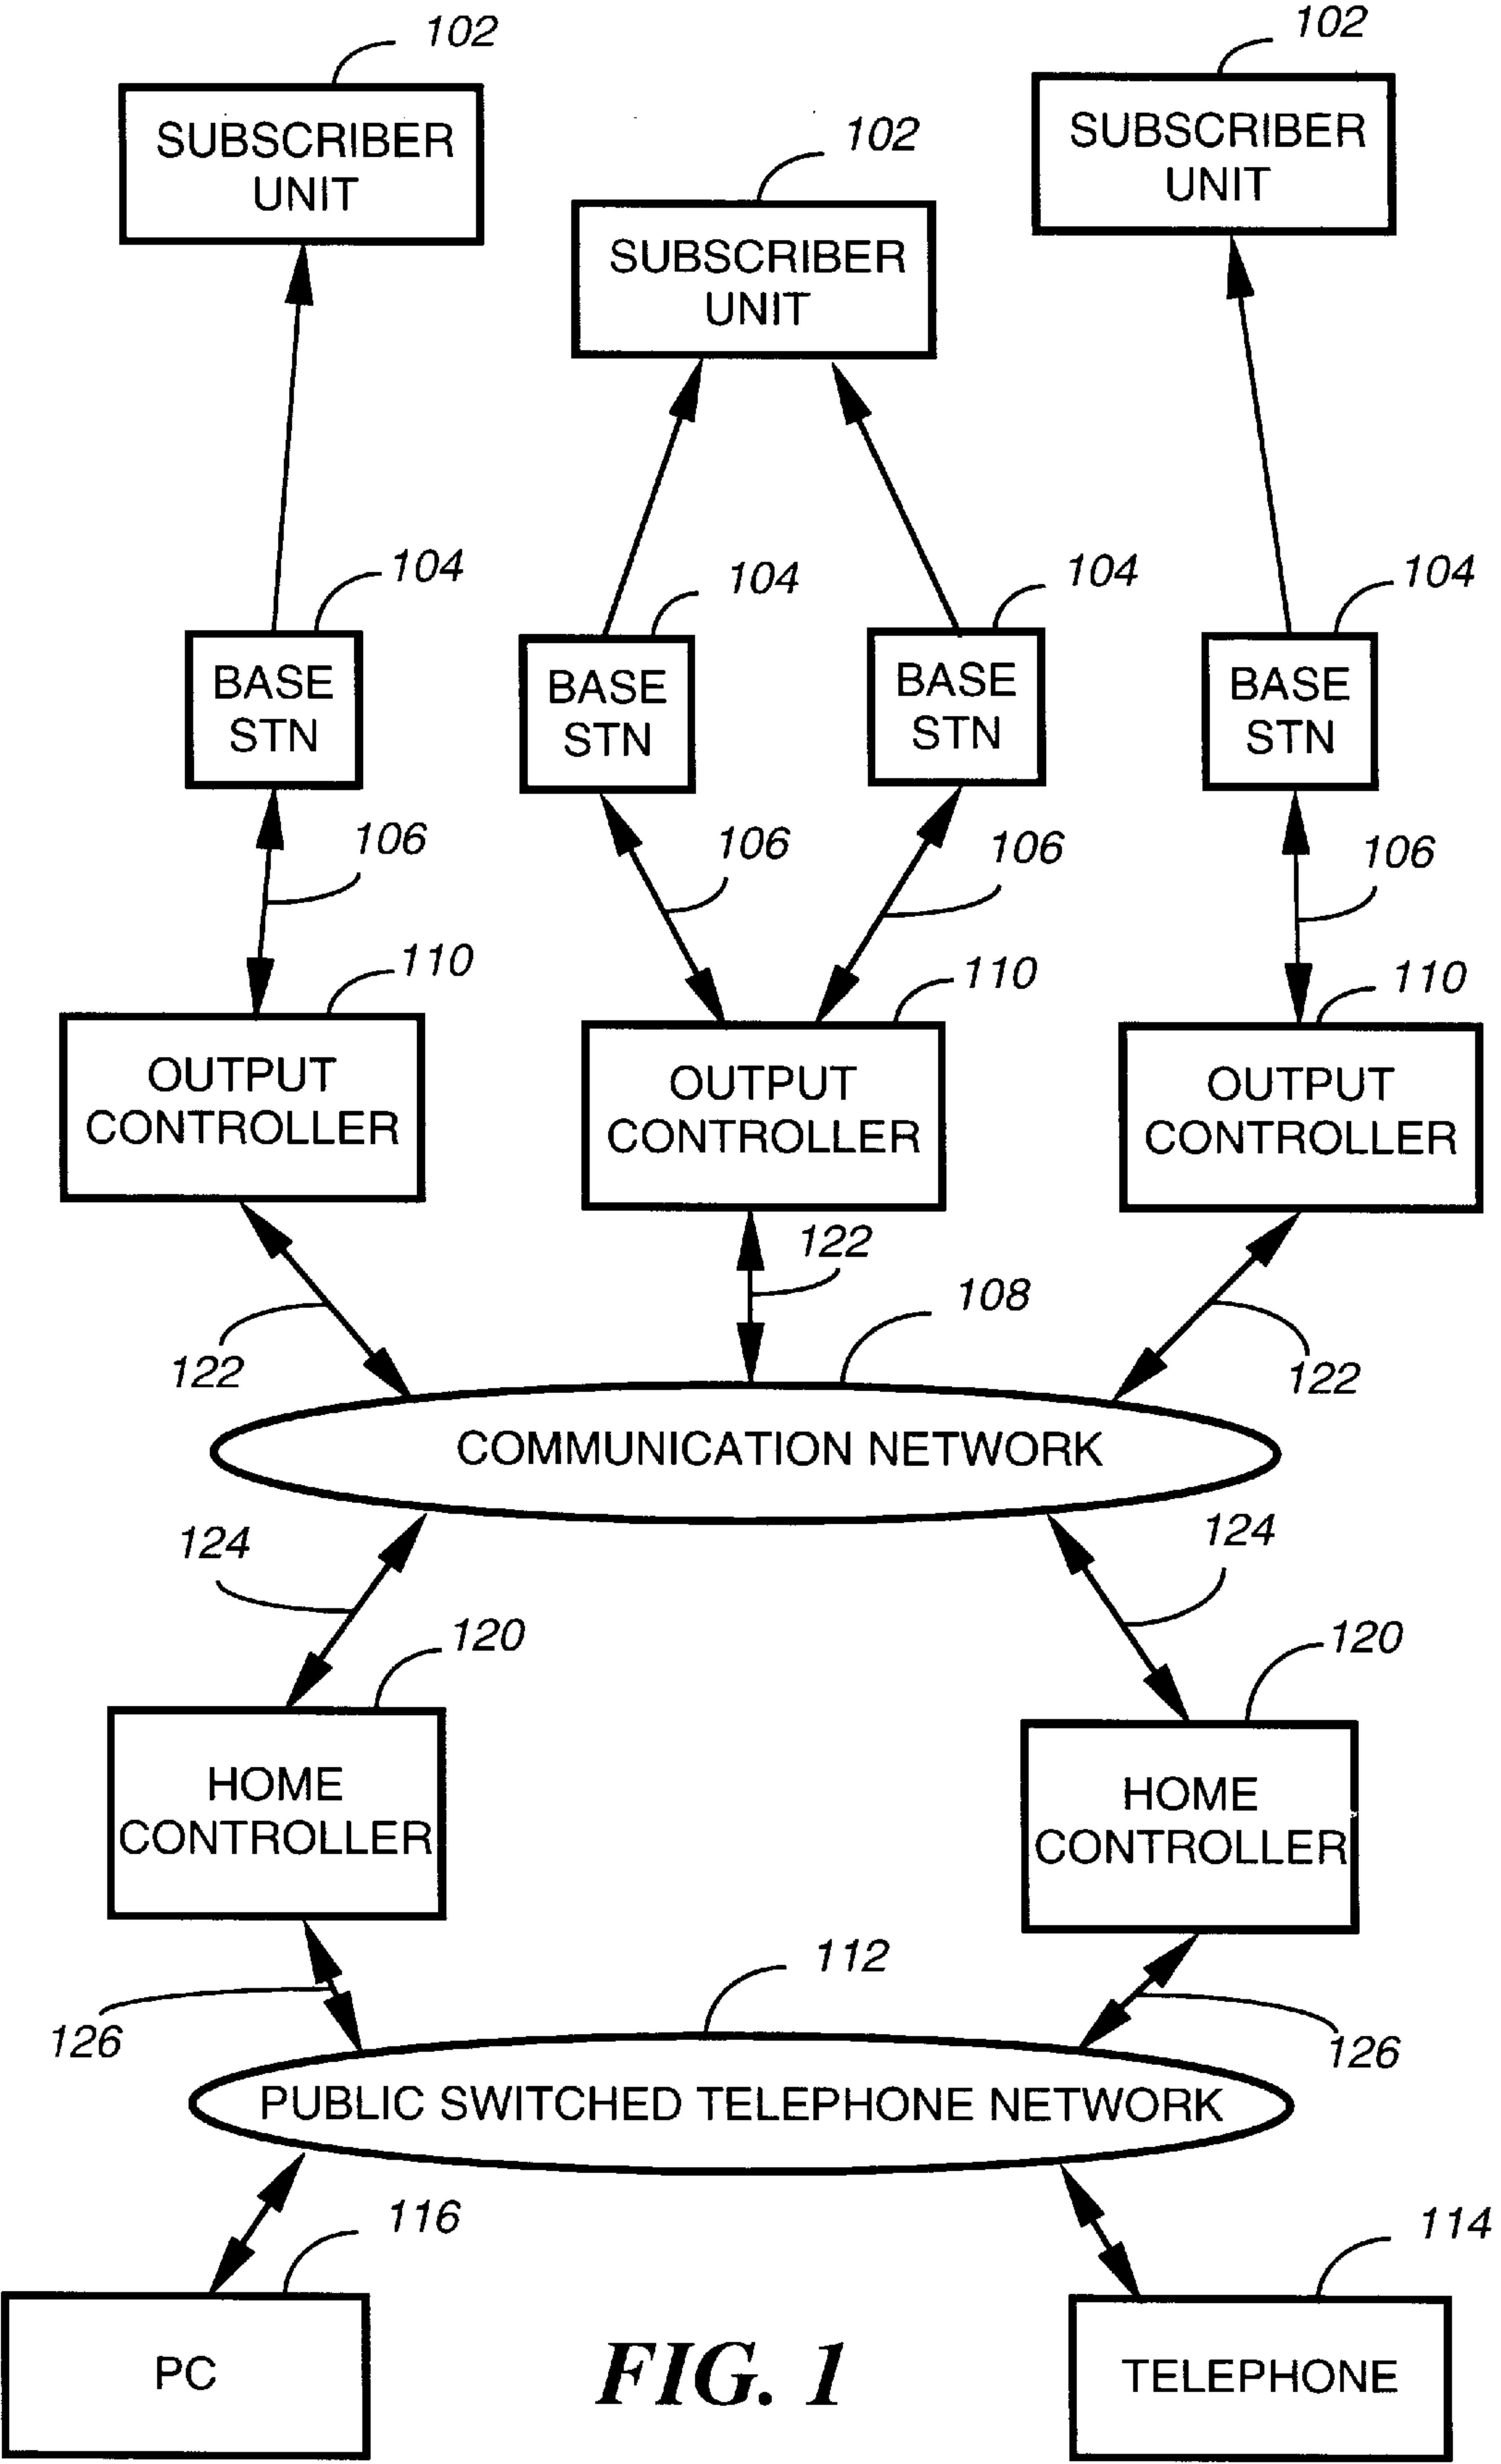 102
102
SUBSCRIBER
UNIT
102
SUBSCRIBER
UNIT
SUBSCRIBER
UNIT
104
104
104
104
BASE
STN
BASE
STN
BASE
STN
BASE
STN
106
106
106
106
110
110
110
OUTPUT
CONTROLLER
OUTPUT
CONTROLLER
OUTPUT
CONTROLLER
122
108
122
122
COMMUNICATION NETWORK
124
124
120
120
HOME
CONTROLLER
HOME
CONTROLLER
112
126
126
PUBLIC SWITCHED TELEPHONE NETWORK
116
114
PC
FIG. 1
TELEPHONE